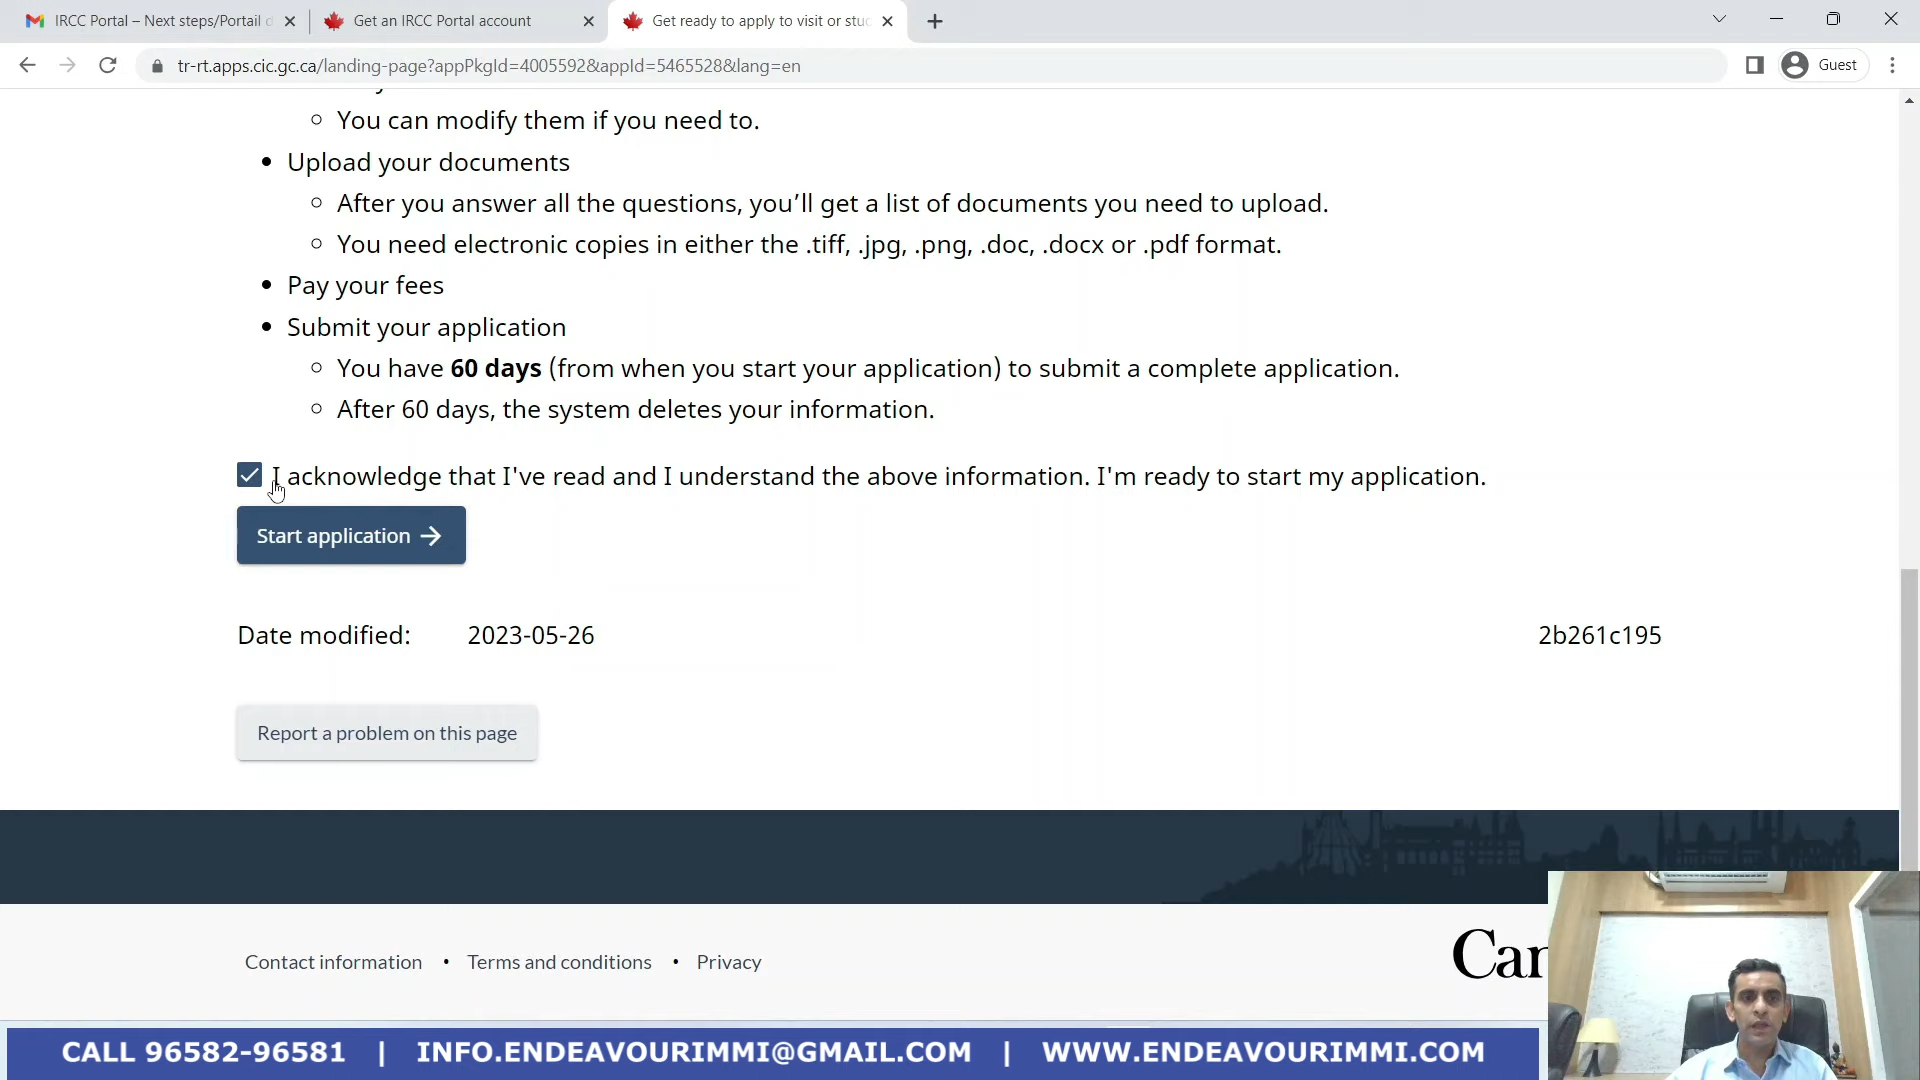 IRCC Portal – Next steps/Portail
Get an IRCC Portal account
Get ready to apply to visit or
tr-rt.apps.cic.gc.ca/landing-page?appPkgId=4005592&appId=5465528&lang=en
Guest
You can modify them if you need to.
Upload your documents
After you answer all the questions, you’ll get a list of documents you need to upload.
You need electronic copies in either the .tiff, .jpg, .png, .doc, .docx or .pdf format.
Pay your fees
Submit your application
You have 60 days (from when you start your application) to submit a complete application.
After 60 days, the system deletes your information.
I acknowledge that I've read and I understand the above information. I'm ready to start my application.
Start application
Date modified: 2023-05-26
2b261c195
Report a problem on this page
Contact information • Terms and conditions • Privacy
CALL 96582-96581 | INFO.ENDEAVOURIMMI@GMAIL.COM | WWW.ENDEAVOURIMMI.COM